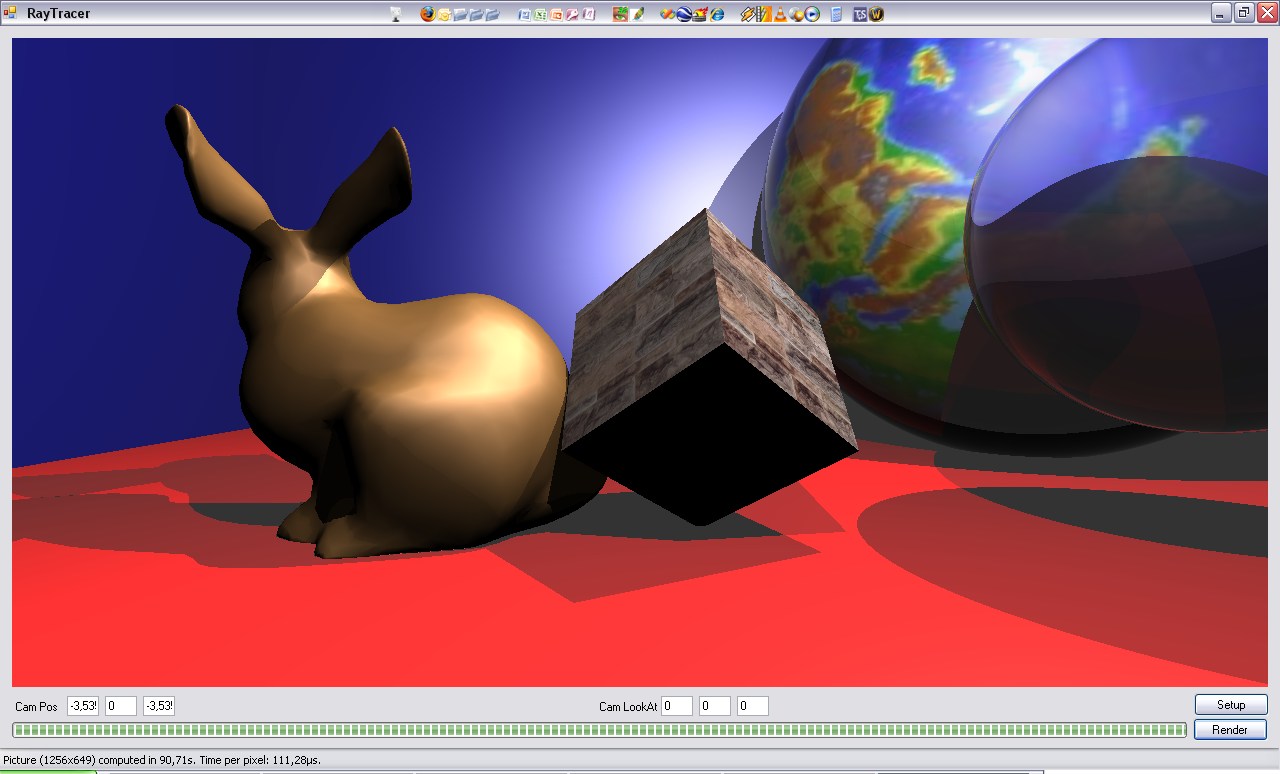 RayTracer
Cam Pos -3,53! 0 -3,53! Cam LookAt 0 0 0
Setup
Render
Picture (1256x649) computed in 90,71s. Time per pixel: 111,28µs.